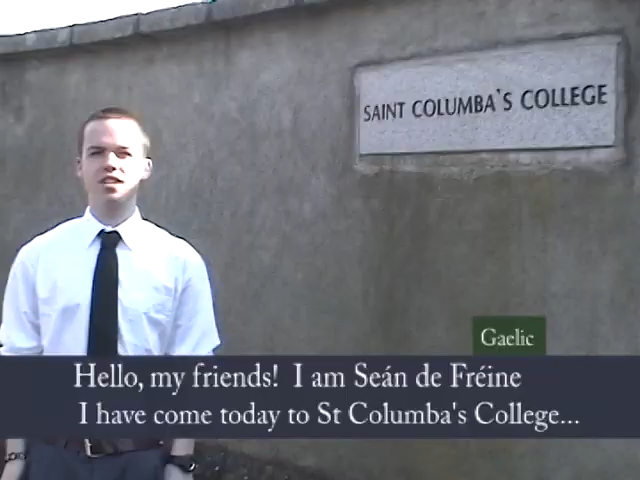 SAINT COLUMBA'S COLLEGE
Gaelic
Hello, my friends! I am Seán de Fréine
I have come today to St Columba's College...